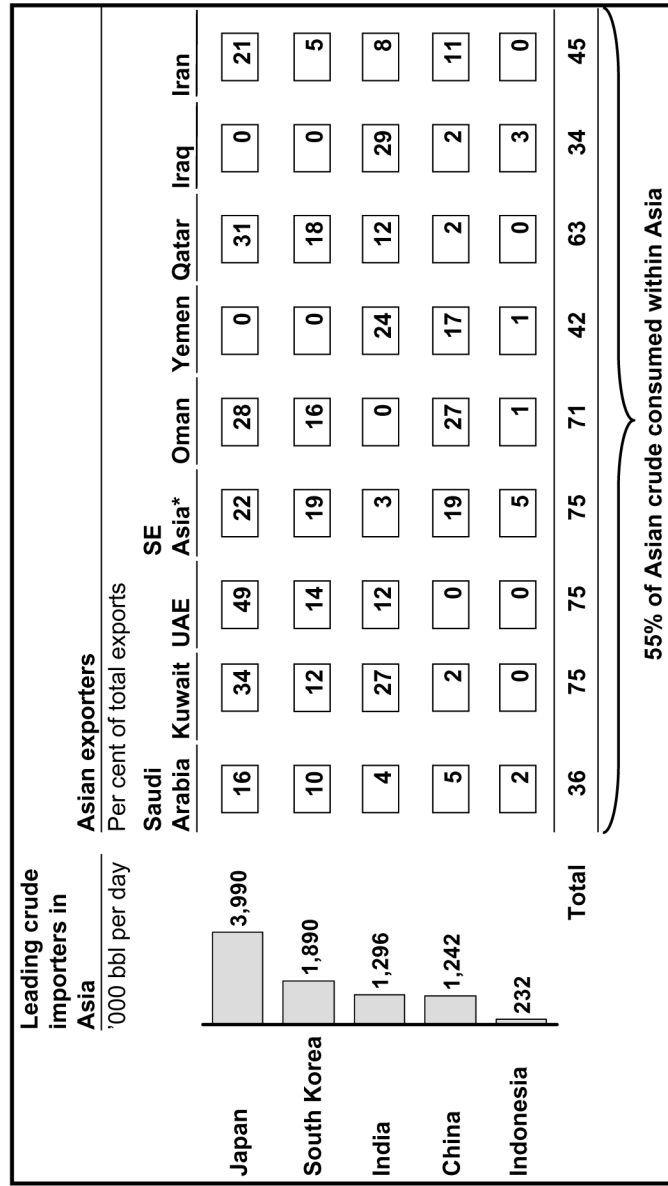 Leading crude
importers in
Asia
'000 bbl per day
Asian exporters
Per cent of total exports
Saudi
Arabia Kuwait UAE SE
Asia* Oman Yemen Qatar Iraq Iran
Japan 3,990 16 34 49 22 28 0 31 0 21
South Korea 1,890 10 12 14 19 16 0 18 0 5
India 1,296 4 27 12 3 0 24 12 29 8
China 1,242 5 2 0 19 27 17 2 2 11
Indonesia 232 2 0 0 5 1 1 0 3 0
Total 36 75 75 75 71 42 63 34 45
55% of Asian crude consumed within Asia